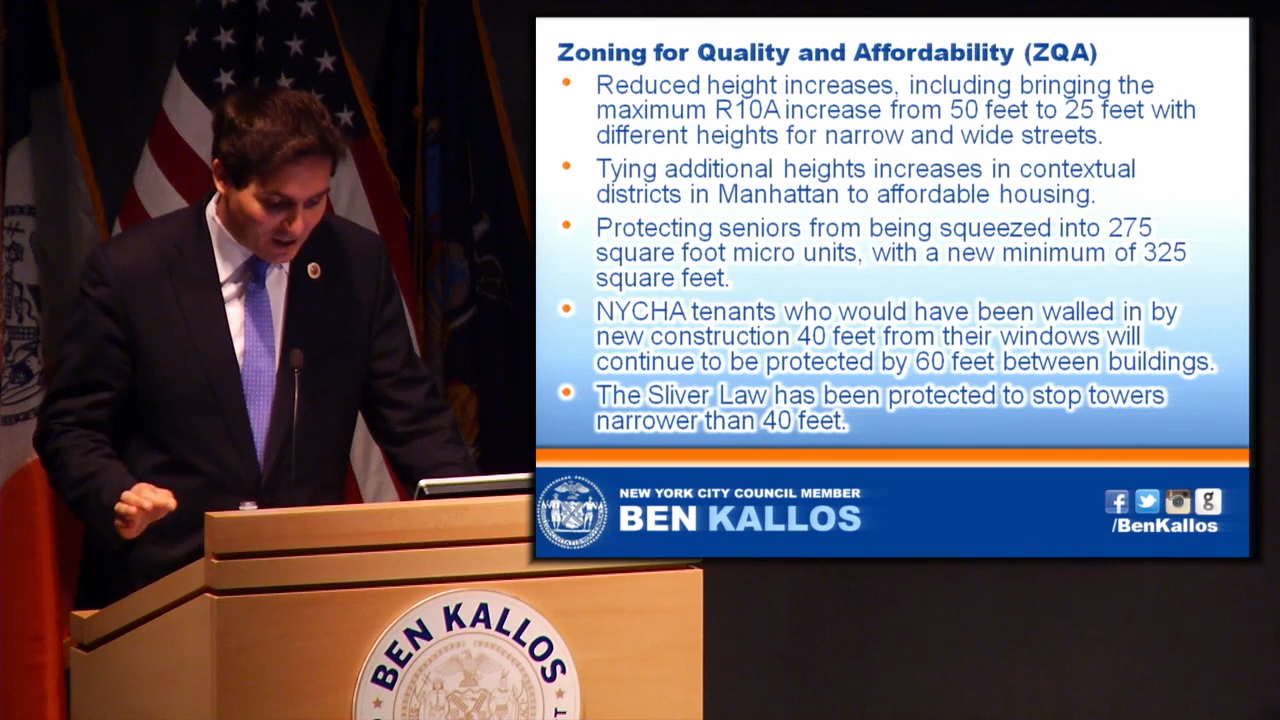 Zoning for Quality and Affordability (ZQA)
• Reduced height increases, including bringing the
maximum R10A increase from 50 feet to 25 feet with
different heights for narrow and wide streets.
• Tying additional heights increases in contextual
districts in Manhattan to affordable housing.
• Protecting seniors from being squeezed into 275
square foot micro units, with a new minimum of 325
square feet.
• NYCHA tenants who would have been walled in by
new construction 40 feet from their windows will
continue to be protected by 60 feet between buildings.
• The Sliver Law has been protected to stop towers
narrower than 40 feet.
NEW YORK CITY COUNCIL MEMBER
BEN KALLOS
/BenKallos
BEN KALLOS